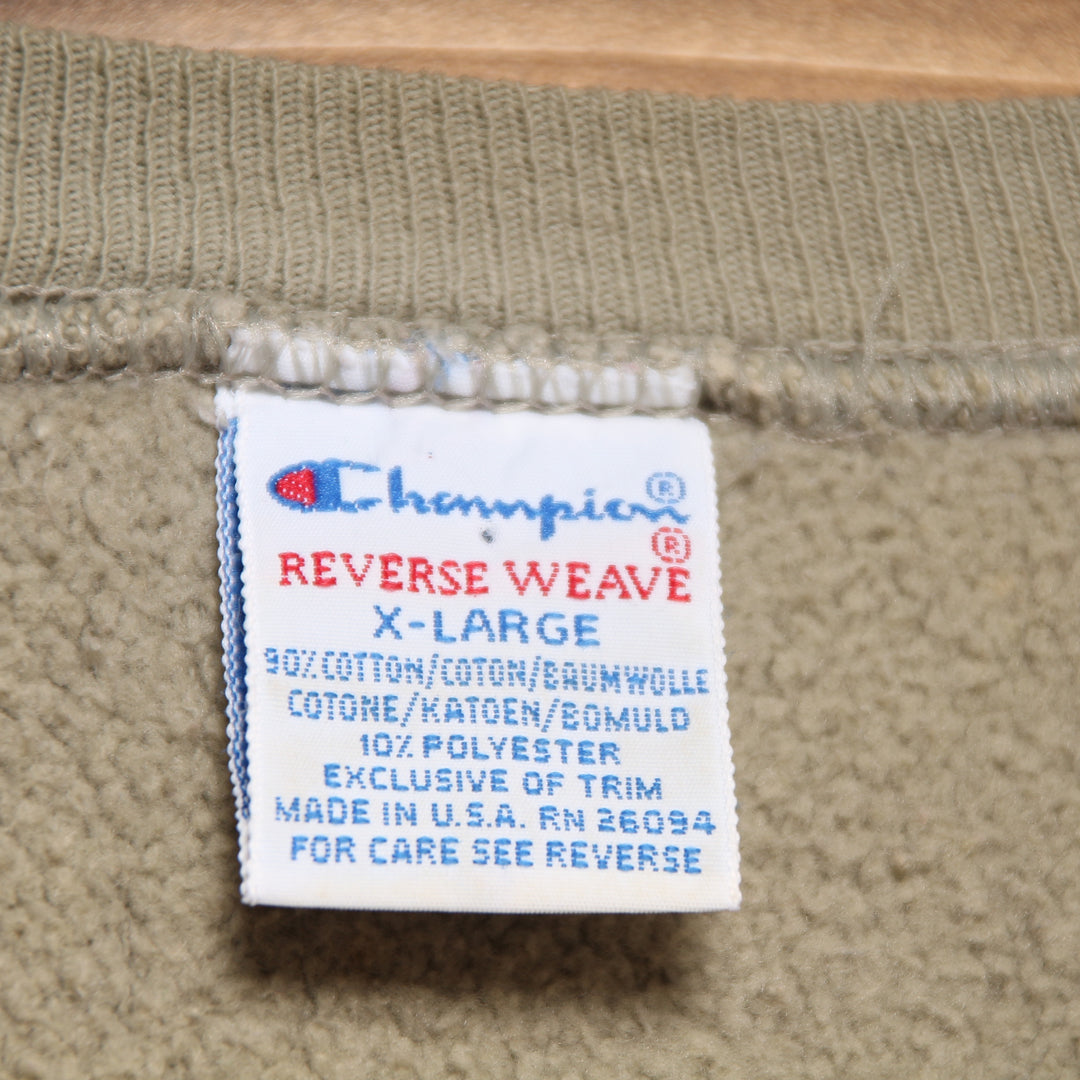 Champion®
REVERSE WEAVE®
X-LARGE
90% COTTON/COTON/BAUMWOLLE
COTONE/KATOEN/BOMULD
10% POLYESTER
EXCLUSIVE OF TRIM
MADE IN U.S.A. RN 26094
FOR CARE SEE REVERSE